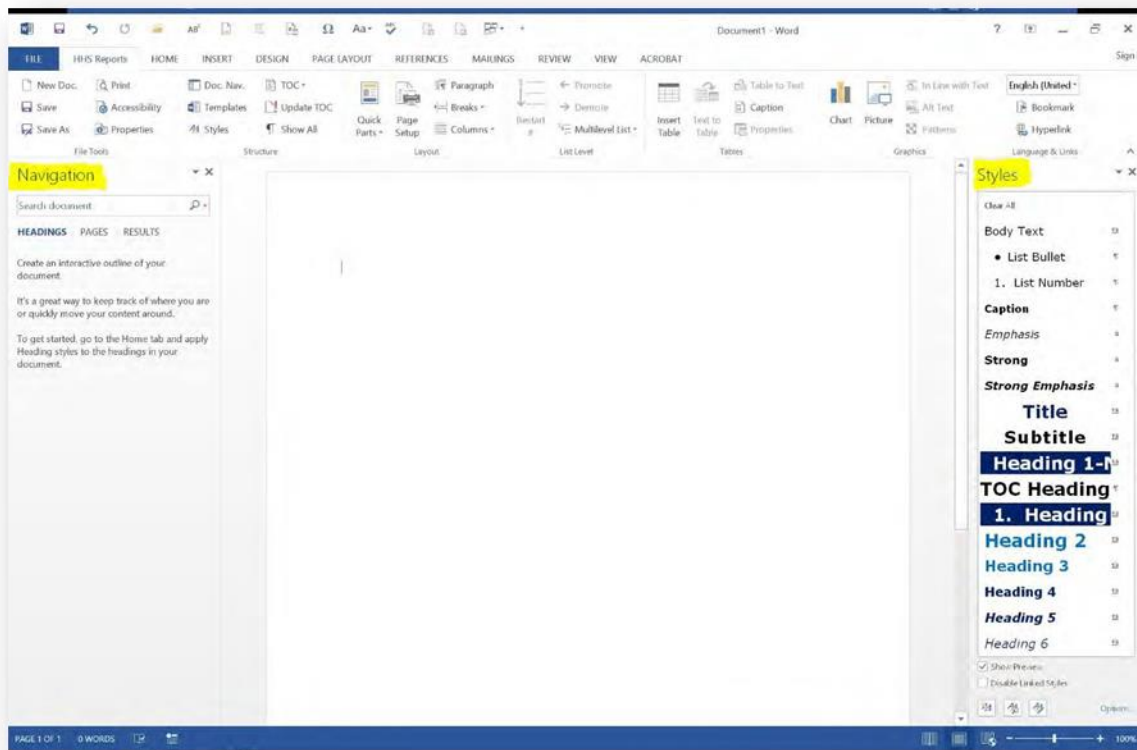 Document1 - Word
?
Sign
FILE HHS Reports HOME INSERT DESIGN PAGE LAYOUT REFERENCES MAILINGS REVIEW VIEW ACROBAT
New Doc. Print Doc. Nav. TOC Paragraph Promote Table to Text In Line with Text English (United
Save Accessibility Templates Update TOC Breaks Demote Caption Alt Text Bookmark
Save As Properties Styles Show All Quick Parts Page Setup Columns Restart # Multilevel List Insert Table Text to Table Properties Chart Picture Patterns Hyperlink
File Tools Structure Layout List Level Tables Graphics Language & Links
Navigation
Search document
HEADINGS PAGES RESULTS
Create an interactive outline of your
document.
It's a great way to keep track of where you are
or quickly move your content around.
To get started, go to the Home tab and apply
Heading styles to the headings in your
document.
Styles
Clear All
Body Text
• List Bullet
1. List Number
Caption
Emphasis
Strong
Strong Emphasis
Title
Subtitle
Heading 1-
TOC Heading
1. Heading
Heading 2
Heading 3
Heading 4
Heading 5
Heading 6
Show Preview
Disable Linked Styles
Options...
PAGE 1 OF 1 0 WORDS 100%